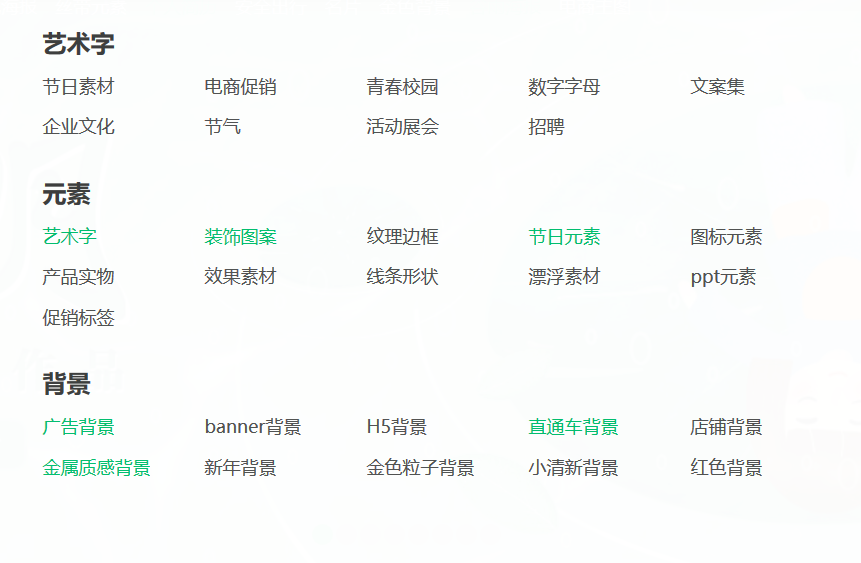 艺术字
节日素材 电商促销 青春校园 数字字母 文案集
企业文化 节气 活动展会 招聘
元素
艺术字 装饰图案 纹理边框 节日元素 图标元素
产品实物 效果素材 线条形状 漂浮素材 ppt元素
促销标签
背景
广告背景 banner背景 H5背景 直通车背景 店铺背景
金属质感背景 新年背景 金色粒子背景 小清新背景 红色背景